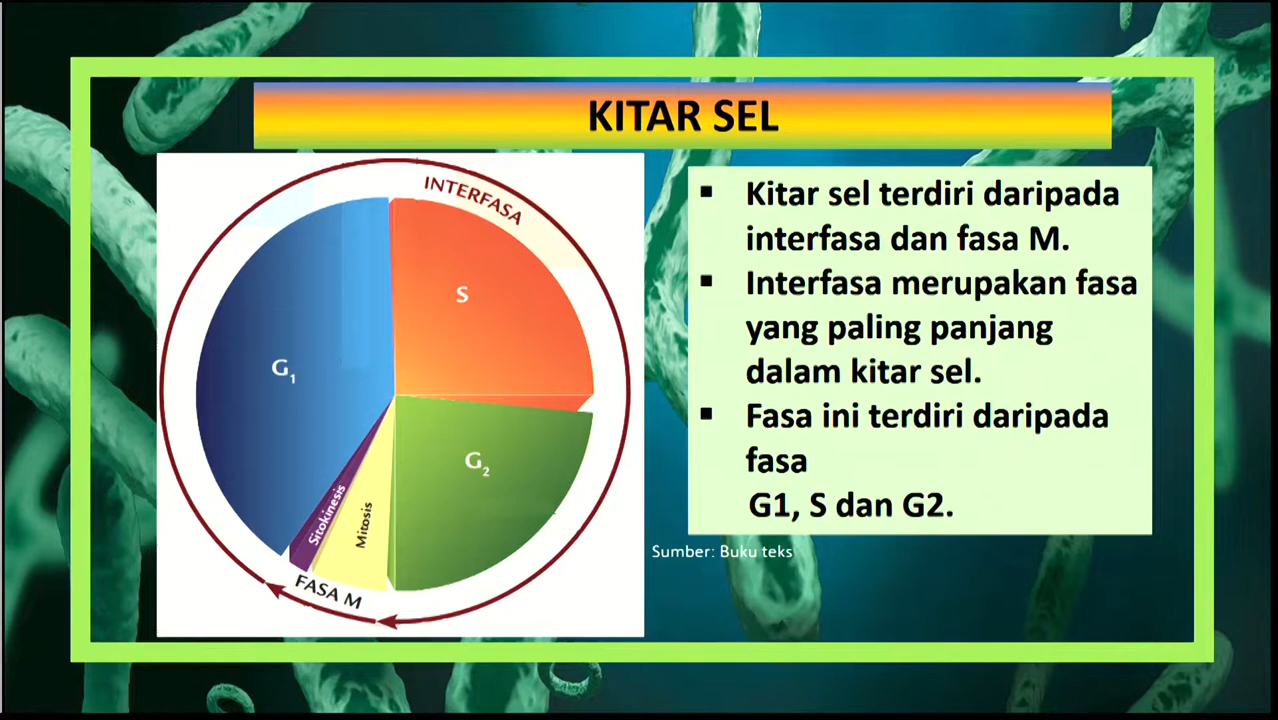 KITAR SEL
INTERFASA
S
G1
G2
Sitokinesis
Mitosis
FASA M
▪ Kitar sel terdiri daripada
interfasa dan fasa M.
▪ Interfasa merupakan fasa
yang paling panjang
dalam kitar sel.
▪ Fasa ini terdiri daripada
fasa
G1, S dan G2.
Sumber: Buku teks